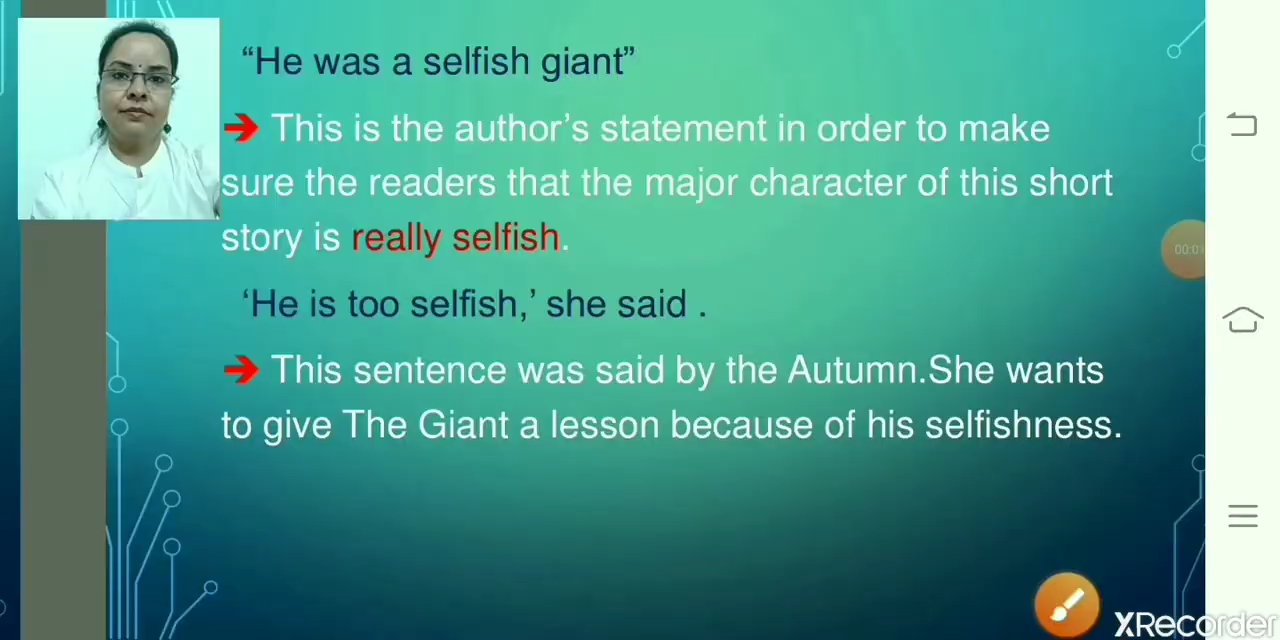 “He was a selfish giant”
➔ This is the author’s statement in order to make
sure the readers that the major character of this short
story is really selfish.
‘He is too selfish,’ she said .
➔ This sentence was said by the Autumn.She wants
to give The Giant a lesson because of his selfishness.
XRecorder